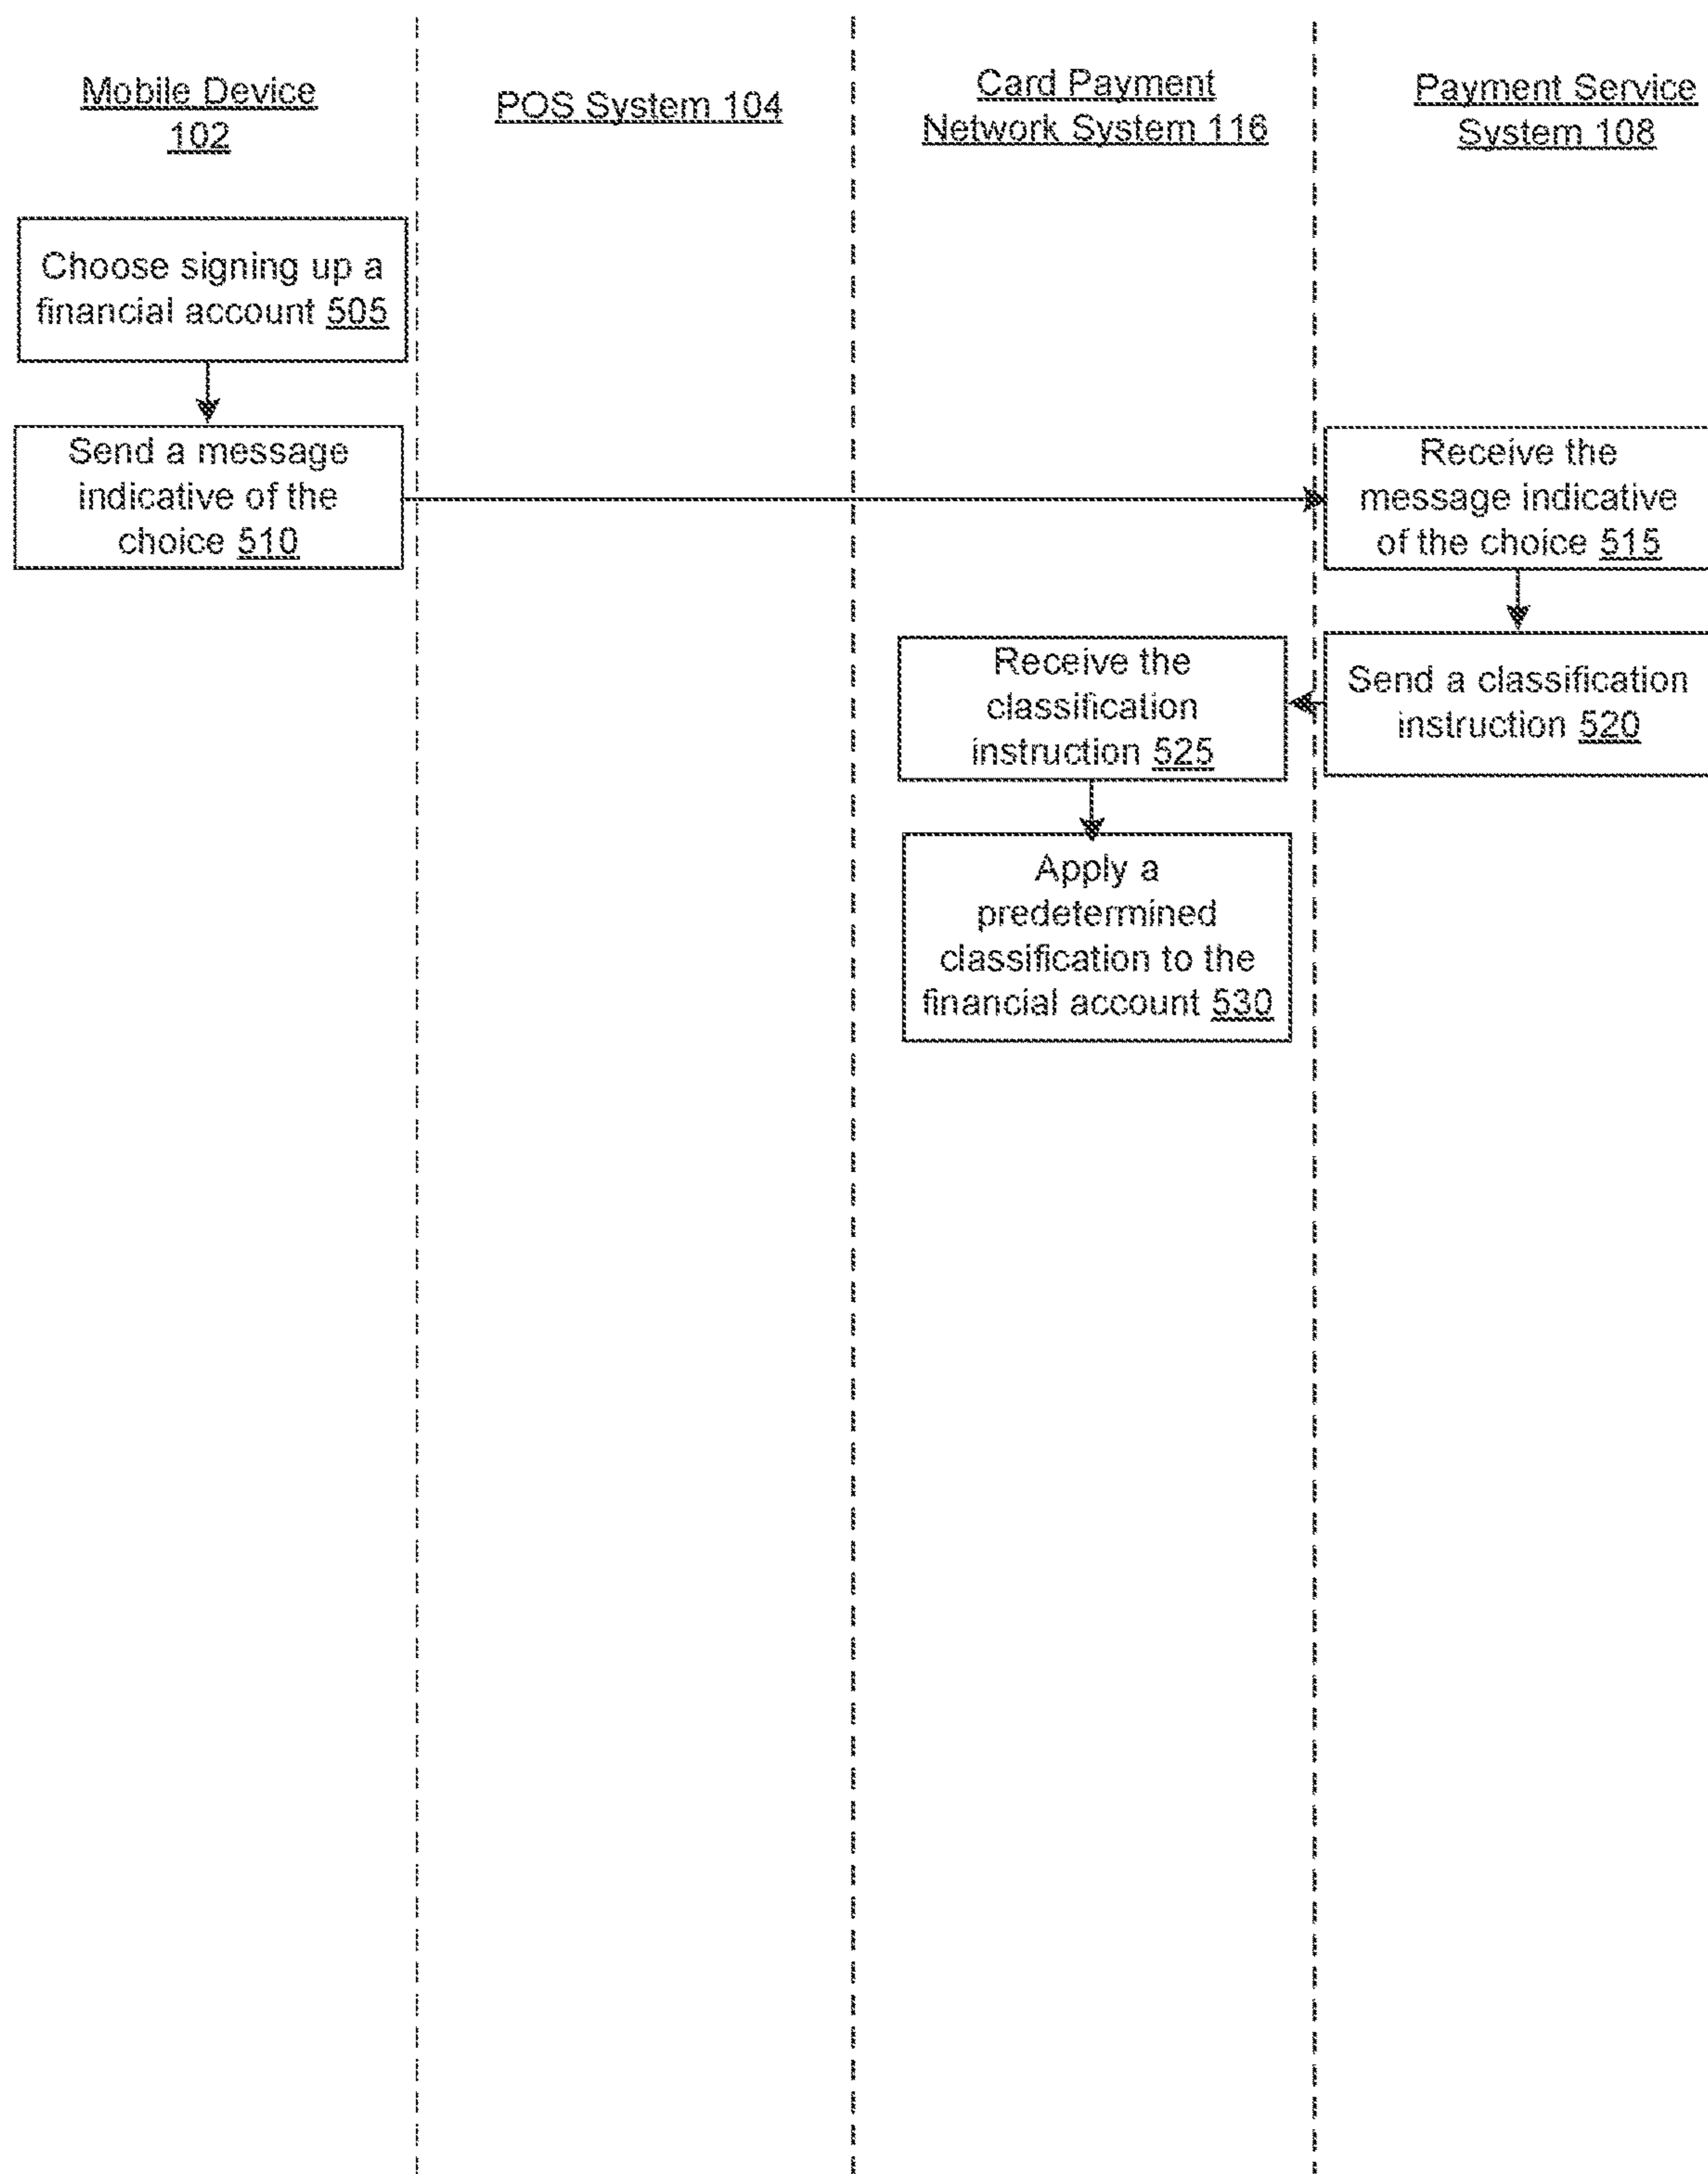 Mobile Device
102
POS System 104
Card Payment
Network System 116
Payment Service
System 108
Choose signing up a
financial account 505
Send a message
indicative of the
choice 510
Receive the
message indicative
of the choice 515
Send a classification
instruction 520
Receive the
classification
instruction 525
Apply a
predetermined
classification to the
financial account 530